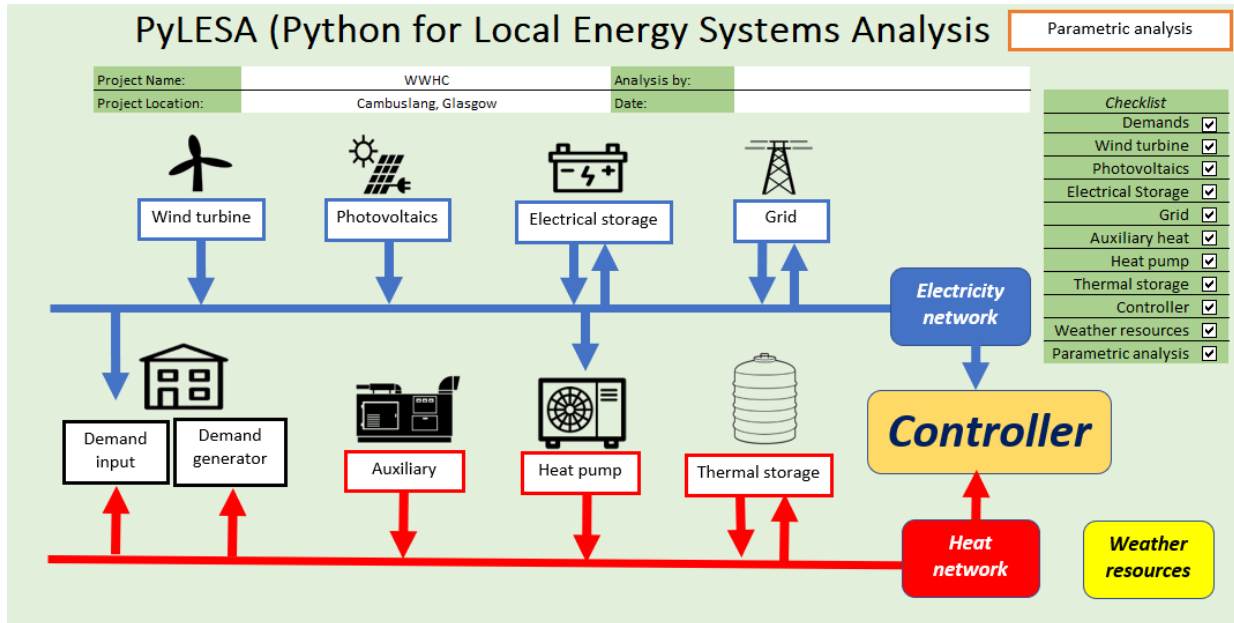 PyLESA (Python for Local Energy Systems Analysis
Parametric analysis
Project Name: WWHC Analysis by:
Project Location: Cambuslang, Glasgow Date:
Checklist
Demands
Wind turbine
Photovoltaics
Electrical Storage
Grid
Auxiliary heat
Heat pump
Thermal storage
Controller
Weather resources
Parametric analysis
Wind turbine
Photovoltaics
Electrical storage
Grid
Electricity
network
Demand
input
Demand
generator
Auxiliary
Heat pump
Thermal storage
Controller
Heat
network
Weather
resources